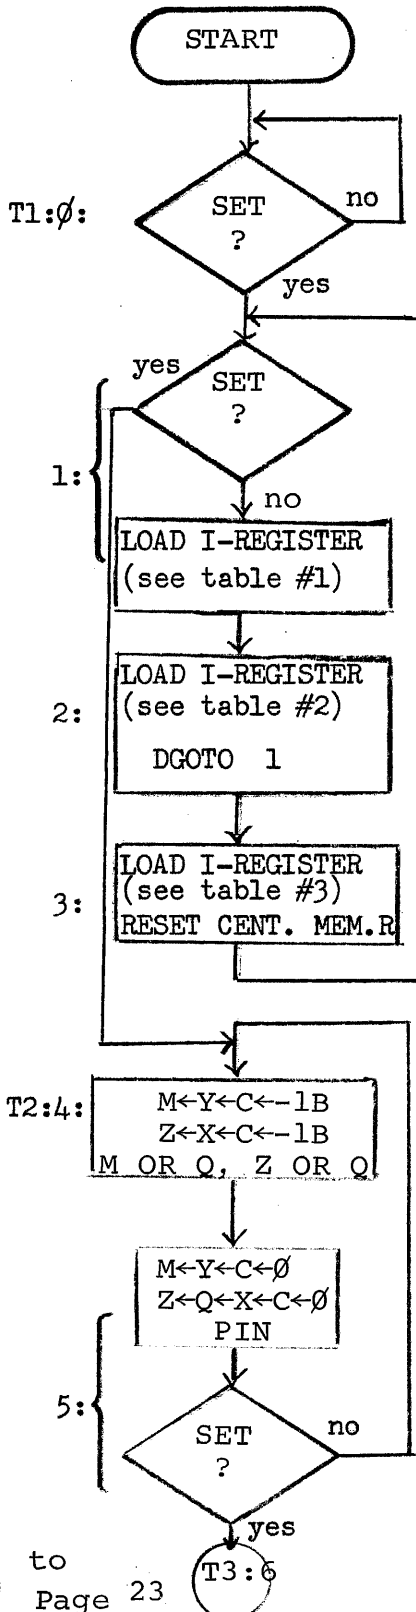 START
T1:Ø:
SET
?
no
yes
yes
SET
?
1:
no
LOAD I-REGISTER
(see table #1)
2:
LOAD I-REGISTER
(see table #2)
DGOTO 1
3:
LOAD I-REGISTER
(see table #3)
RESET CENT. MEM.R
T2:4:
M←Y←C←-1B
Z←X←C←-1B
M OR Q, Z OR Q
M←Y←C←Ø
Z←Q←X←C←Ø
PIN
5:
SET
?
no
yes
to
Page 23
T3:6